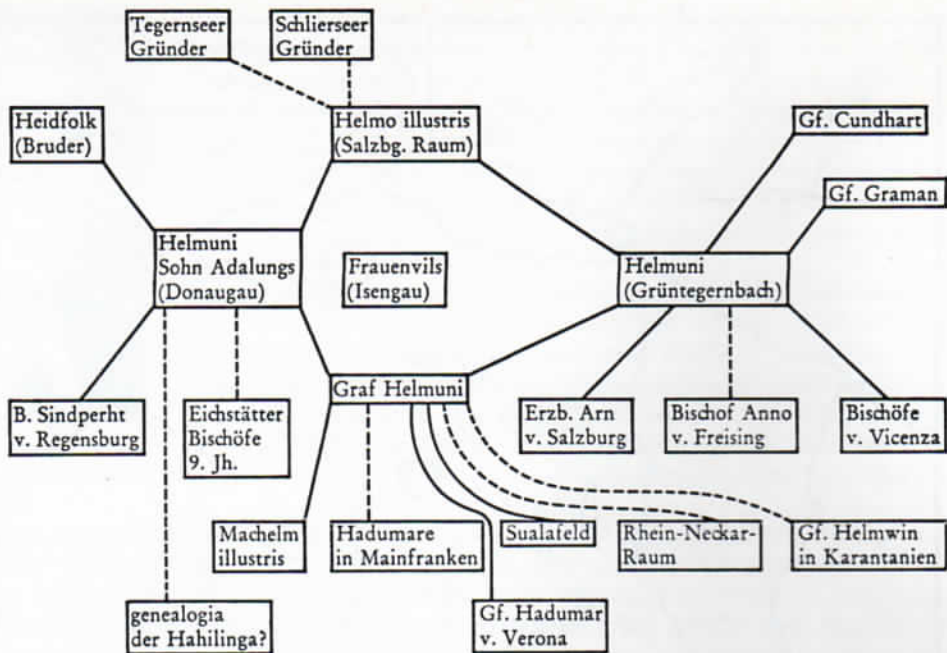 Tegernseer
Gründer
Schlierseer
Gründer
Heidfolk
(Bruder)
Helmo illustris
(Salzbg. Raum)
Gf. Cundhart
Gf. Graman
Helmuni
Sohn Adalungs
(Donaugau)
Frauenvils
(Isengau)
Helmuni
(Grüntegernbach)
Graf Helmuni
B. Sindperht
v. Regensburg
Eichstätter
Bischöfe
9. Jh.
Erzb. Arn
v. Salzburg
Bischof Anno
v. Freising
Bischöfe
v. Vicenza
Machelm
illustris
Hadumare
in Mainfranken
Sualafeld
Rhein-Neckar-
Raum
Gf. Helmwin
in Karantanien
genealogia
der Hahilinga?
Gf. Hadumar
v. Verona